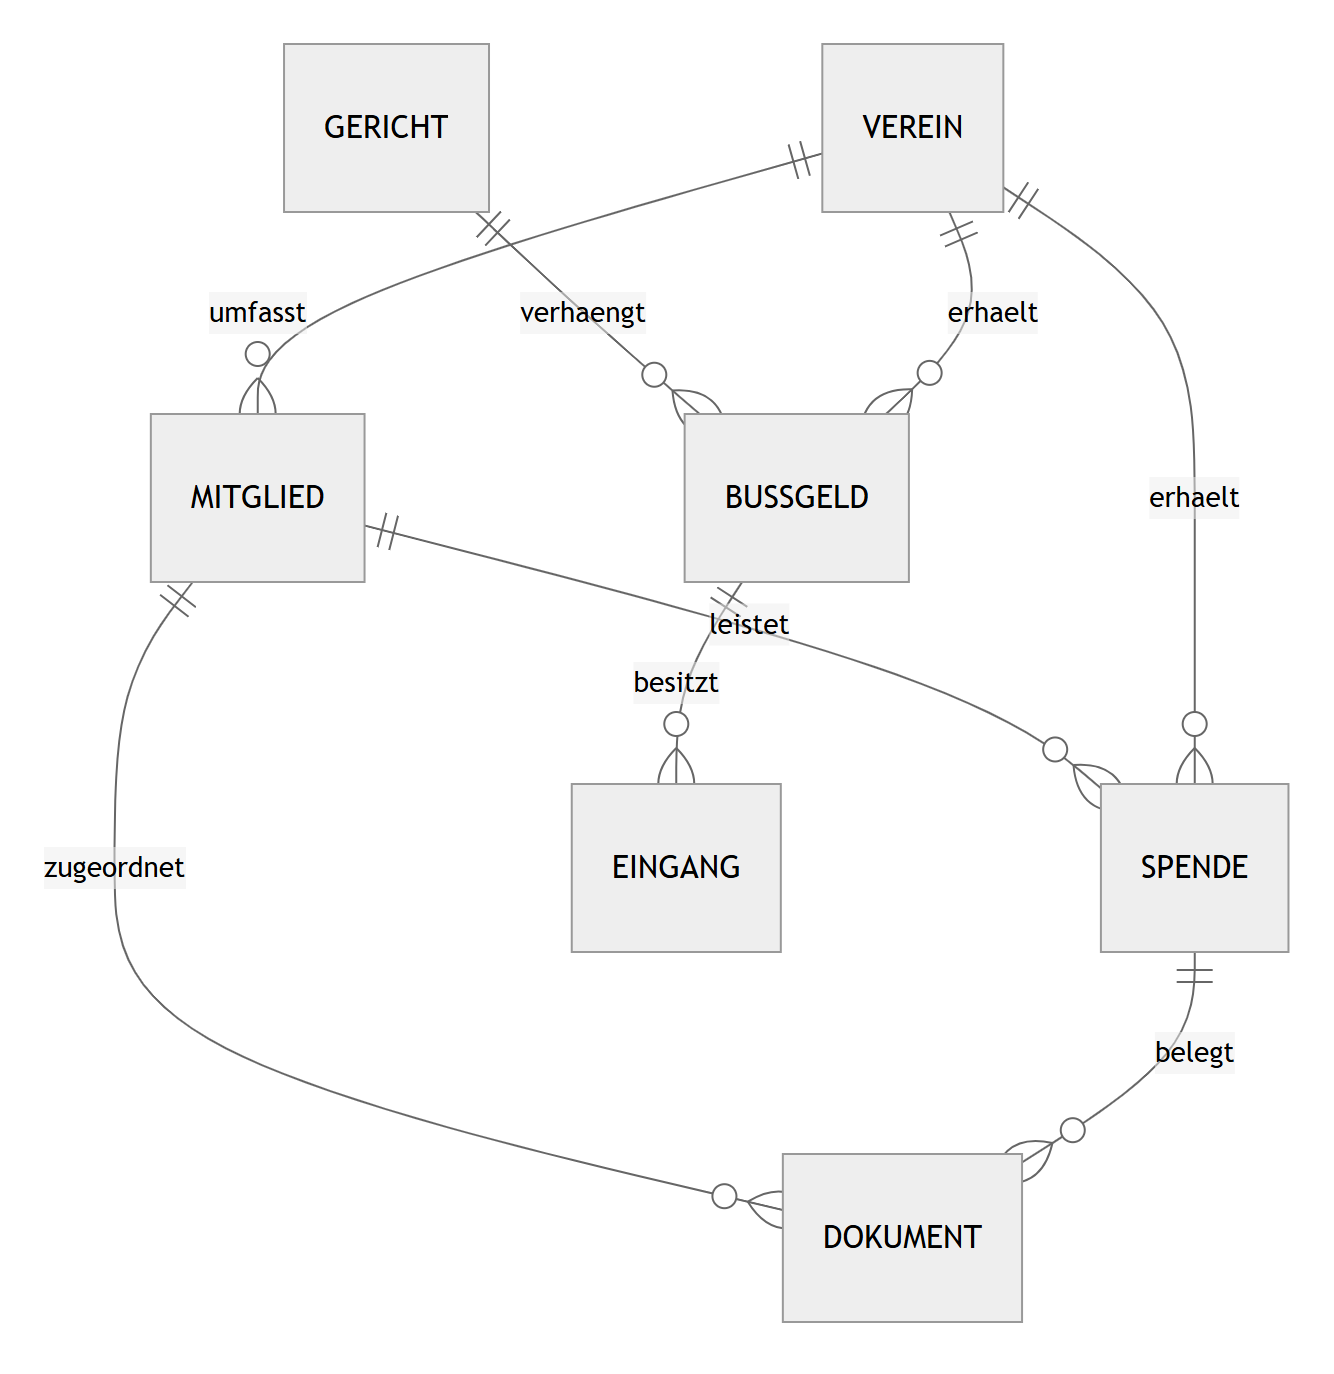 GERICHT
VEREIN
umfasst
verhaengt
erhaelt
MITGLIED
BUSSGELD
erhaelt
leistet
besitzt
zugeordnet
EINGANG
SPENDE
belegt
DOKUMENT